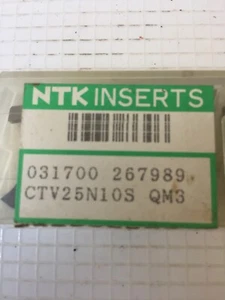 NTK INSERTS
031700 267989
CTV25N10S QM3